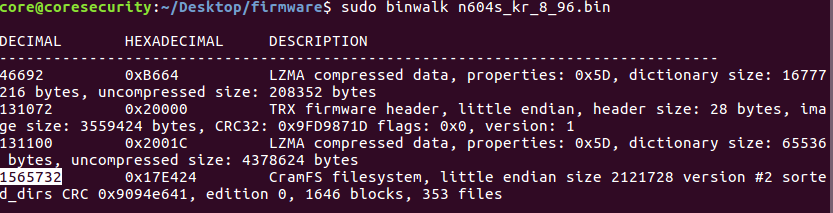 core@coresecurity:~/Desktop/firmware$ sudo binwalk n604s_kr_8_96.bin
DECIMAL       HEXADECIMAL     DESCRIPTION
--------------------------------------------------------------------------------
46692         0xB664          LZMA compressed data, properties: 0x5D, dictionary size: 16777
216 bytes, uncompressed size: 208352 bytes
131072        0x20000         TRX firmware header, little endian, header size: 28 bytes, ima
ge size: 3559424 bytes, CRC32: 0x9FD9871D flags: 0x0, version: 1
131100        0x2001C         LZMA compressed data, properties: 0x5D, dictionary size: 65536
 bytes, uncompressed size: 4378624 bytes
1565732       0x17E424        CramFS filesystem, little endian size 2121728 version #2 sorte
d_dirs CRC 0x9094e641, edition 0, 1646 blocks, 353 files